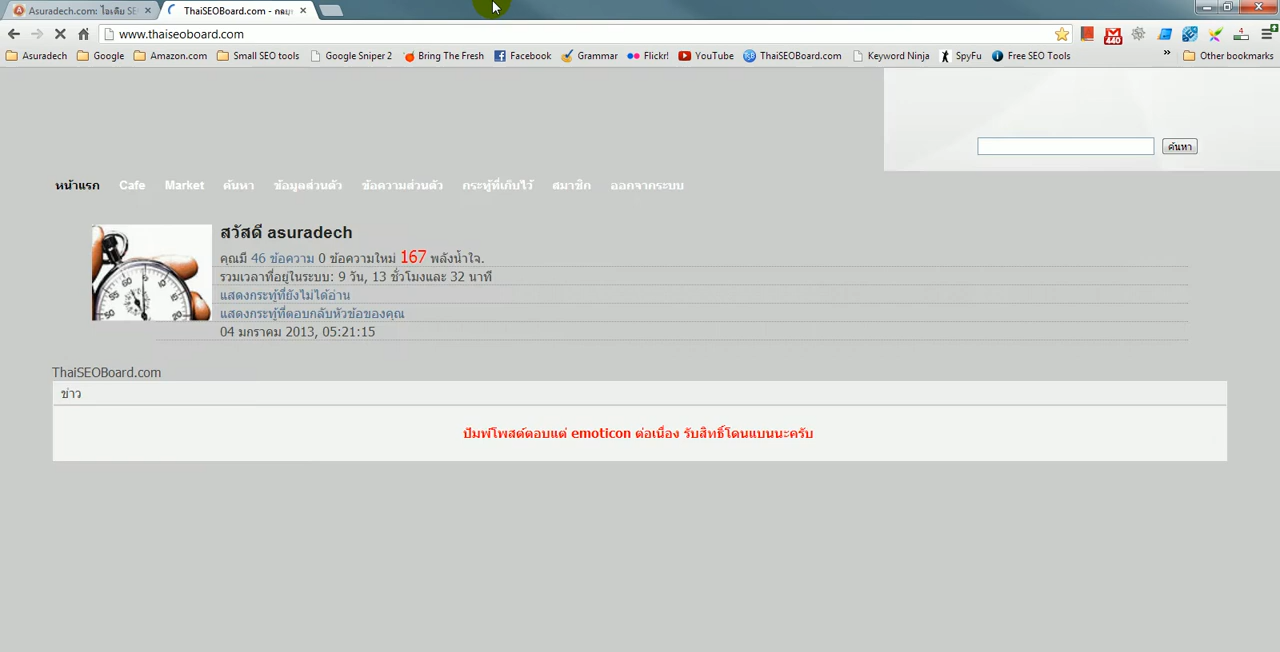 Asuradech.com: ไอเดีย SE
ThaiSEOBoard.com - กลยุ
www.thaiseoboard.com
Asuradech Google Amazon.com Small SEO tools Google Sniper 2 Bring The Fresh Facebook Grammar Flickr! YouTube ThaiSEOBoard.com Keyword Ninja SpyFu Free SEO Tools » Other bookmarks
ค้นหา
หน้าแรก Cafe Market ค้นหา ข้อมูลส่วนตัว ข้อความส่วนตัว กระทู้ที่เก็บไว้ สมาชิก ออกจากระบบ
สวัสดี asuradech
คุณมี 46 ข้อความ 0 ข้อความใหม่ 167 พลังน้ำใจ.
รวมเวลาที่อยู่ในระบบ: 9 วัน, 13 ชั่วโมงและ 32 นาที
แสดงกระทู้ที่ยังไม่ได้อ่าน
แสดงกระทู้ที่ตอบกลับหัวข้อของคุณ
04 มกราคม 2013, 05:21:15
ThaiSEOBoard.com
ข่าว
ปั๊มฟ์โพสต์ตอบแต่ emoticon ต่อเนื่อง รับสิทธิ์โดนแบนนะครับ